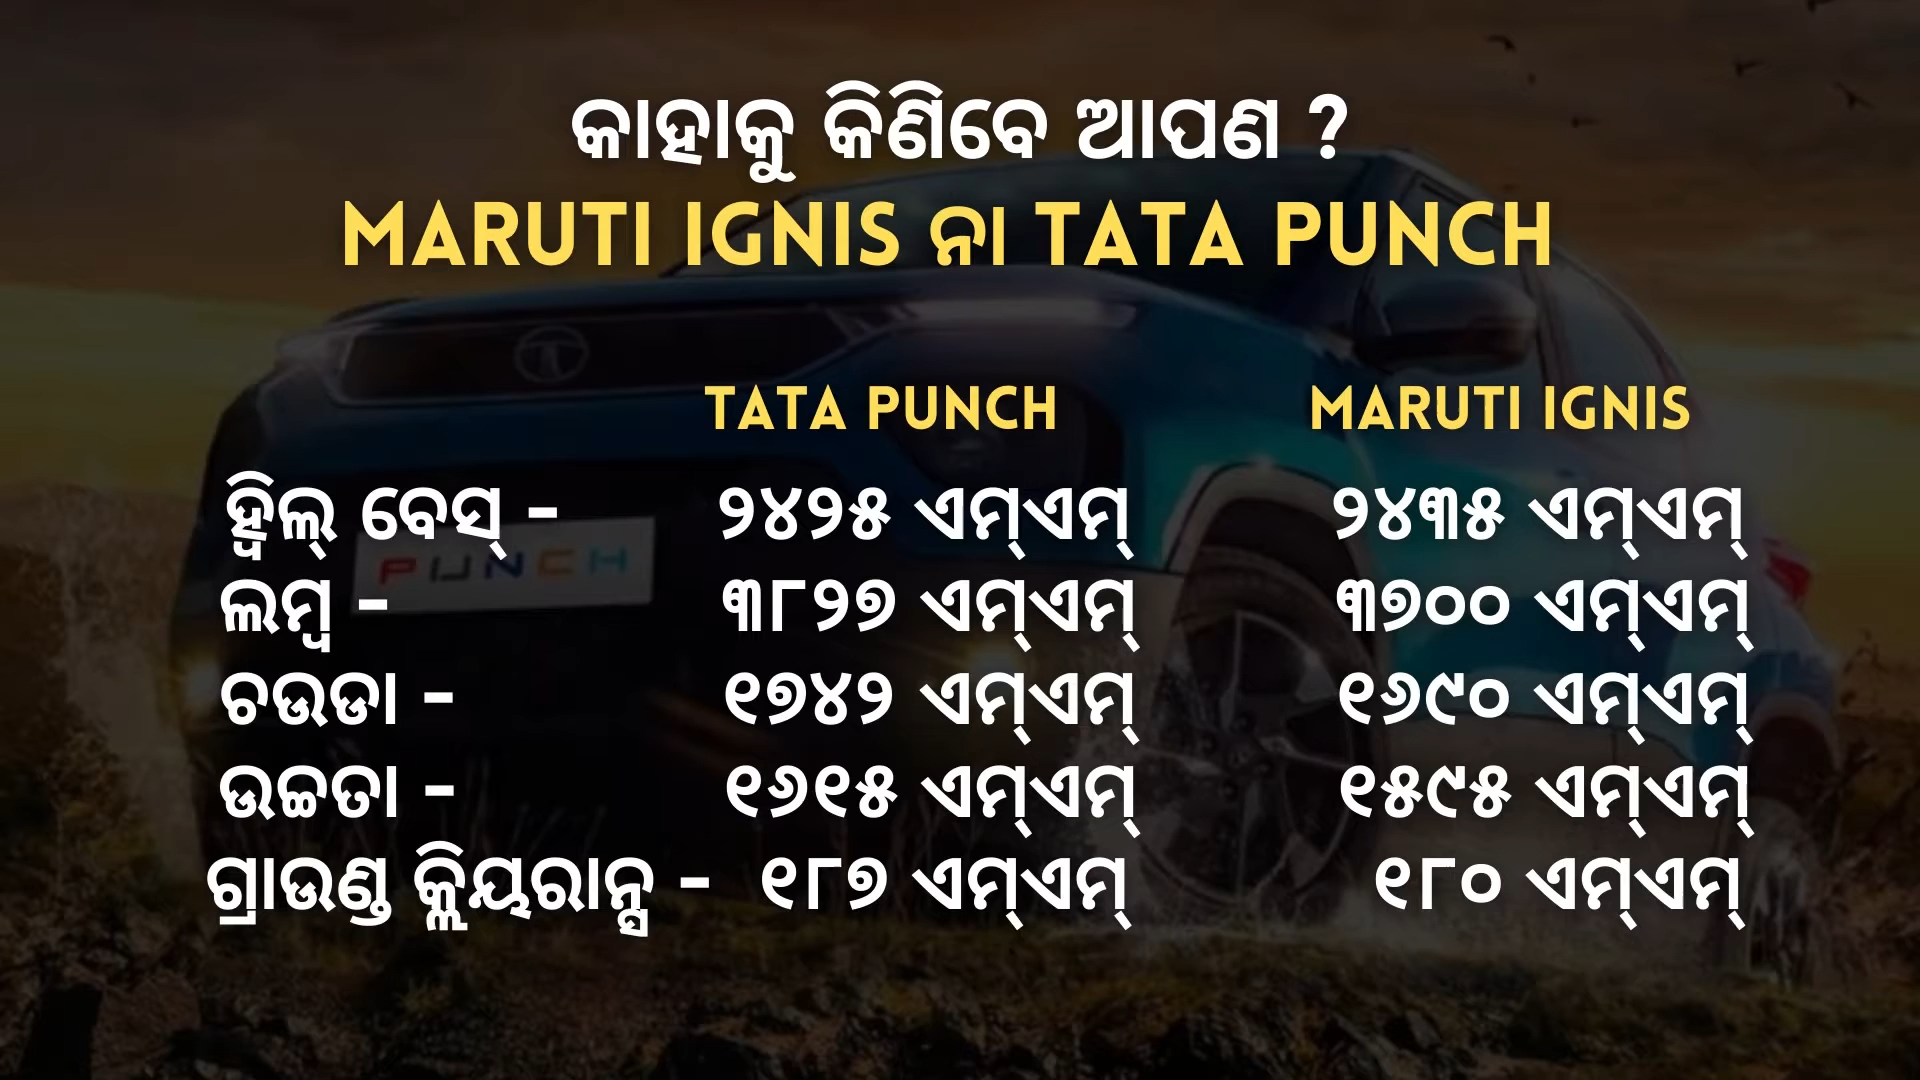 କାହାକୁ କିଣିବେ ଆପଣ ?
MARUTI IGNIS ନା TATA PUNCH
TATA PUNCH MARUTI IGNIS
ହ୍ୱିଲ୍ ବେସ୍ - ୨୪୨୫ ଏମ୍ଏମ୍ ୨୪୩୫ ଏମ୍ଏମ୍
ଲମ୍ବ - ୩୮୨୭ ଏମ୍ଏମ୍ ୩୭୦୦ ଏମ୍ଏମ୍
ଚଉଡା - ୧୭୪୨ ଏମ୍ଏମ୍ ୧୬୯୦ ଏମ୍ଏମ୍
ଉଚ୍ଚତା - ୧୬୧୫ ଏମ୍ଏମ୍ ୧୫୯୫ ଏମ୍ଏମ୍
ଗ୍ରାଉଣ୍ଡ କ୍ଲିୟରାନ୍ସ - ୧୮୭ ଏମ୍ଏମ୍ ୧୮୦ ଏମ୍ଏମ୍
PUNCH